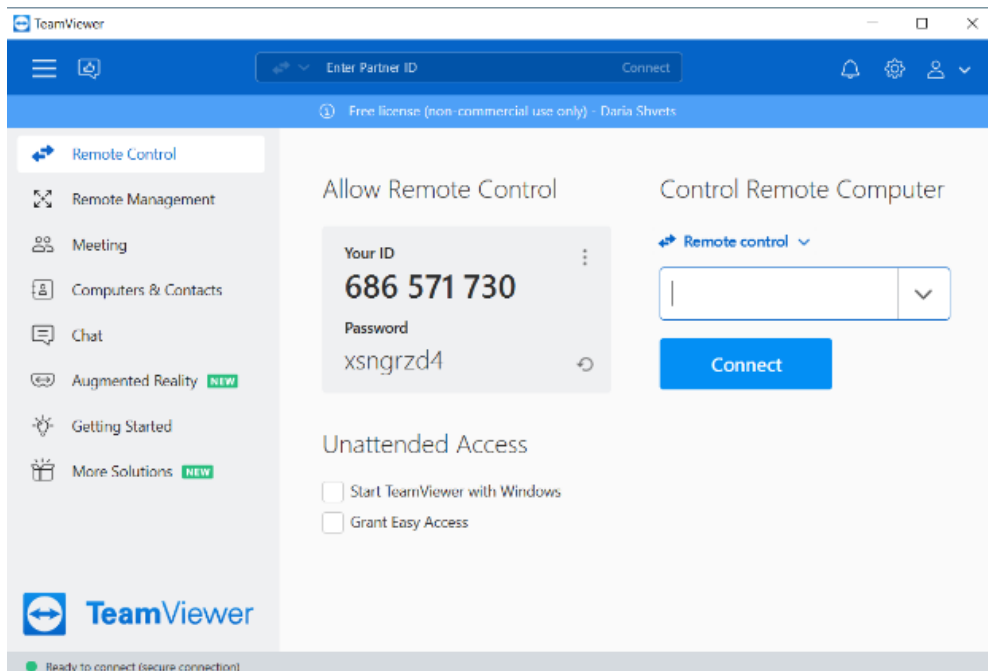 TeamViewer
Enter Partner ID
Connect
Free license (non-commercial use only) - Daria Shvets
Remote Control
Remote Management
Meeting
Computers & Contacts
Chat
Augmented Reality NEW
Getting Started
More Solutions NEW
Allow Remote Control
Your ID
686 571 730
Password
xsngrzd4
Unattended Access
Start TeamViewer with Windows
Grant Easy Access
Control Remote Computer
Remote control
Connect
TeamViewer
Ready to connect (secure connection)